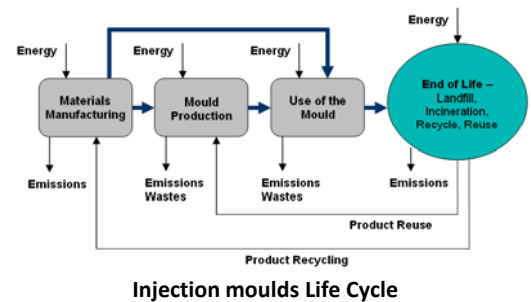 Energy
Energy
Energy
Energy
Materials
Manufacturing
Mould
Production
Use of the
Mould
End of Life –
Landfill,
Incineration,
Recycle, Reuse
Emissions
Emissions
Wastes
Emissions
Wastes
Emissions
Product Reuse
Product Recycling
Injection moulds Life Cycle